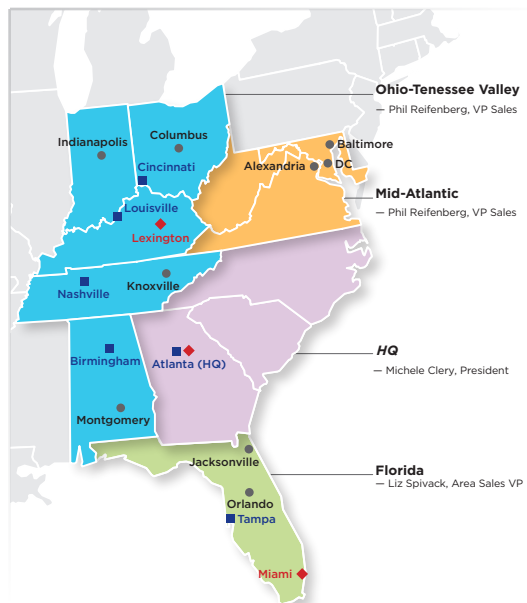 Ohio-Tenessee Valley
— Phil Reifenberg, VP Sales
Columbus
Indianapolis
Cincinnati
Baltimore
Alexandria
DC
Mid-Atlantic
— Phil Reifenberg, VP Sales
Louisville
Lexington
Knoxville
Nashville
HQ
— Michele Clery, President
Birmingham
Atlanta (HQ)
Montgomery
Jacksonville
Florida
— Liz Spivack, Area Sales VP
Orlando
Tampa
Miami